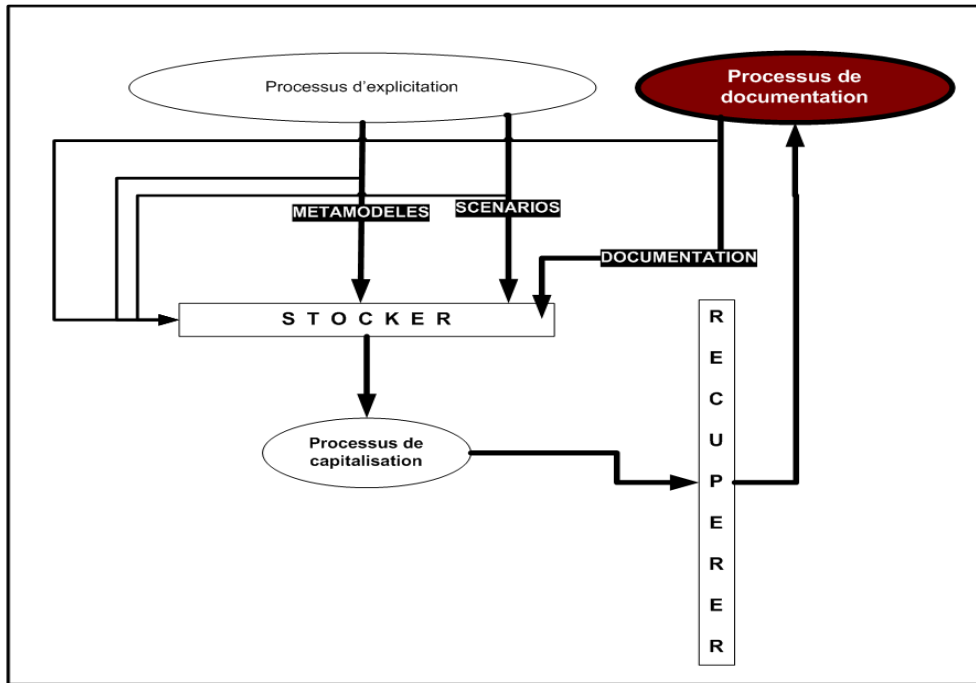 Processus d'explicitation
Processus de
documentation
METAMODELES
SCENARIOS
DOCUMENTATION
S T O C K E R
Processus de
capitalisation
R
E
C
U
P
E
R
E
R